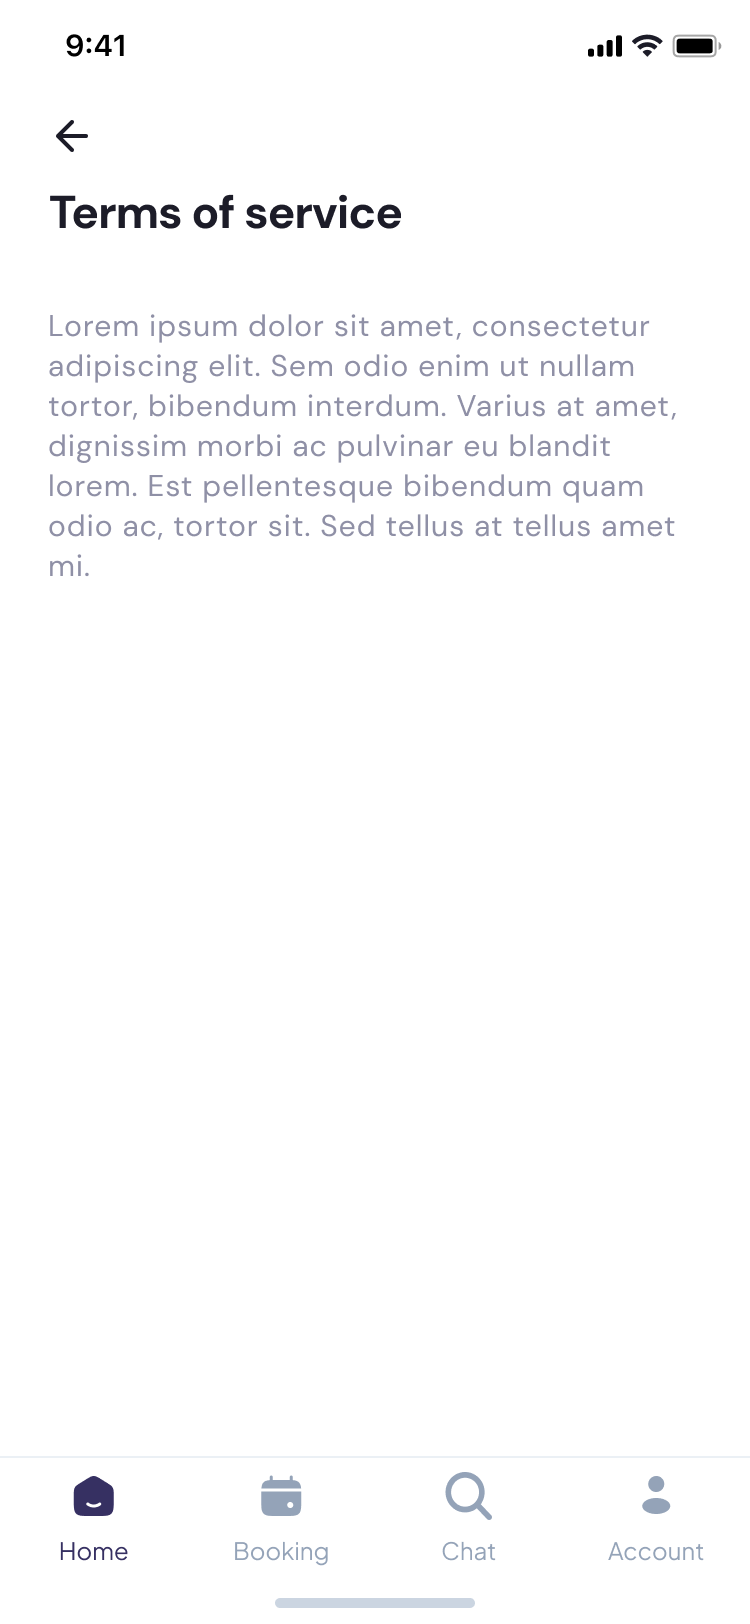 9:41
Terms of service
Lorem ipsum dolor sit amet, consectetur
adipiscing elit. Sem odio enim ut nullam
tortor, bibendum interdum. Varius at amet,
dignissim morbi ac pulvinar eu blandit
lorem. Est pellentesque bibendum quam
odio ac, tortor sit. Sed tellus at tellus amet
mi.
Home Booking Chat Account